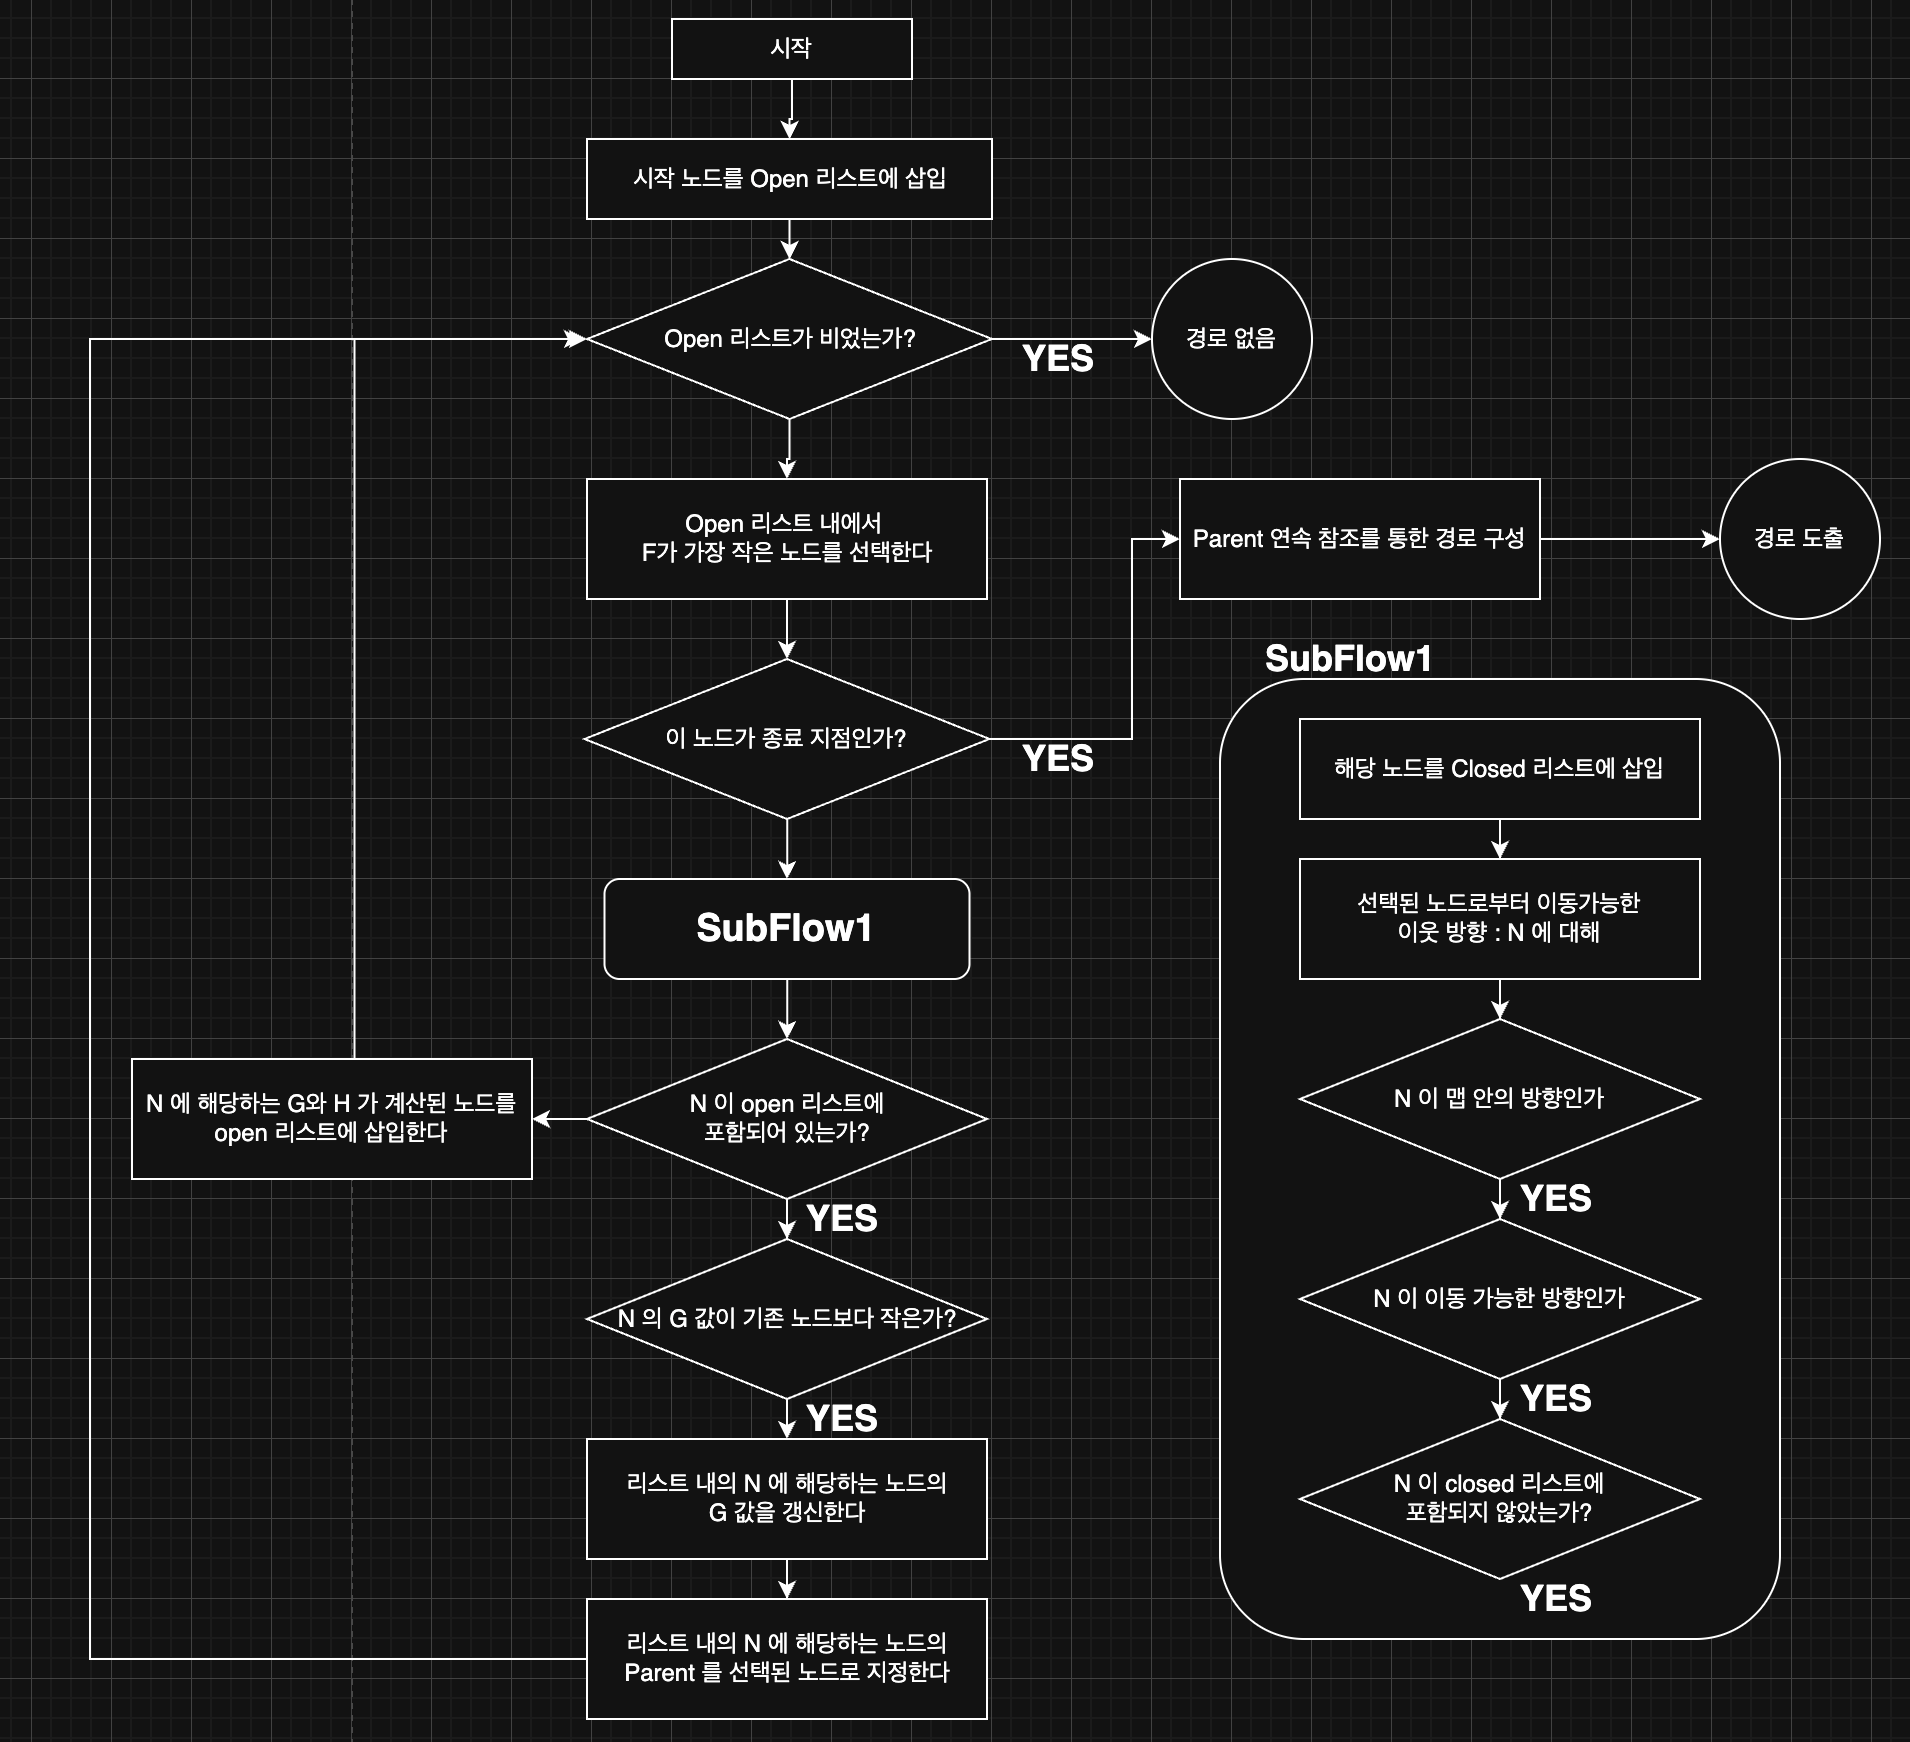 시작
시작 노드를 Open 리스트에 삽입
Open 리스트가 비었는가?
YES
경로 없음
Open 리스트 내에서
F가 가장 작은 노드를 선택한다
Parent 연속 참조를 통한 경로 구성
경로 도출
이 노드가 종료 지점인가?
YES
SubFlow1
N 이 open 리스트에
포함되어 있는가?
N 에 해당하는 G와 H 가 계산된 노드를
open 리스트에 삽입한다
YES
N 의 G 값이 기존 노드보다 작은가?
YES
리스트 내의 N 에 해당하는 노드의
G 값을 갱신한다
리스트 내의 N 에 해당하는 노드의
Parent 를 선택된 노드로 지정한다
SubFlow1
해당 노드를 Closed 리스트에 삽입
선택된 노드로부터 이동가능한
이웃 방향 : N 에 대해
N 이 맵 안의 방향인가
YES
N 이 이동 가능한 방향인가
YES
N 이 closed 리스트에
포함되지 않았는가?
YES